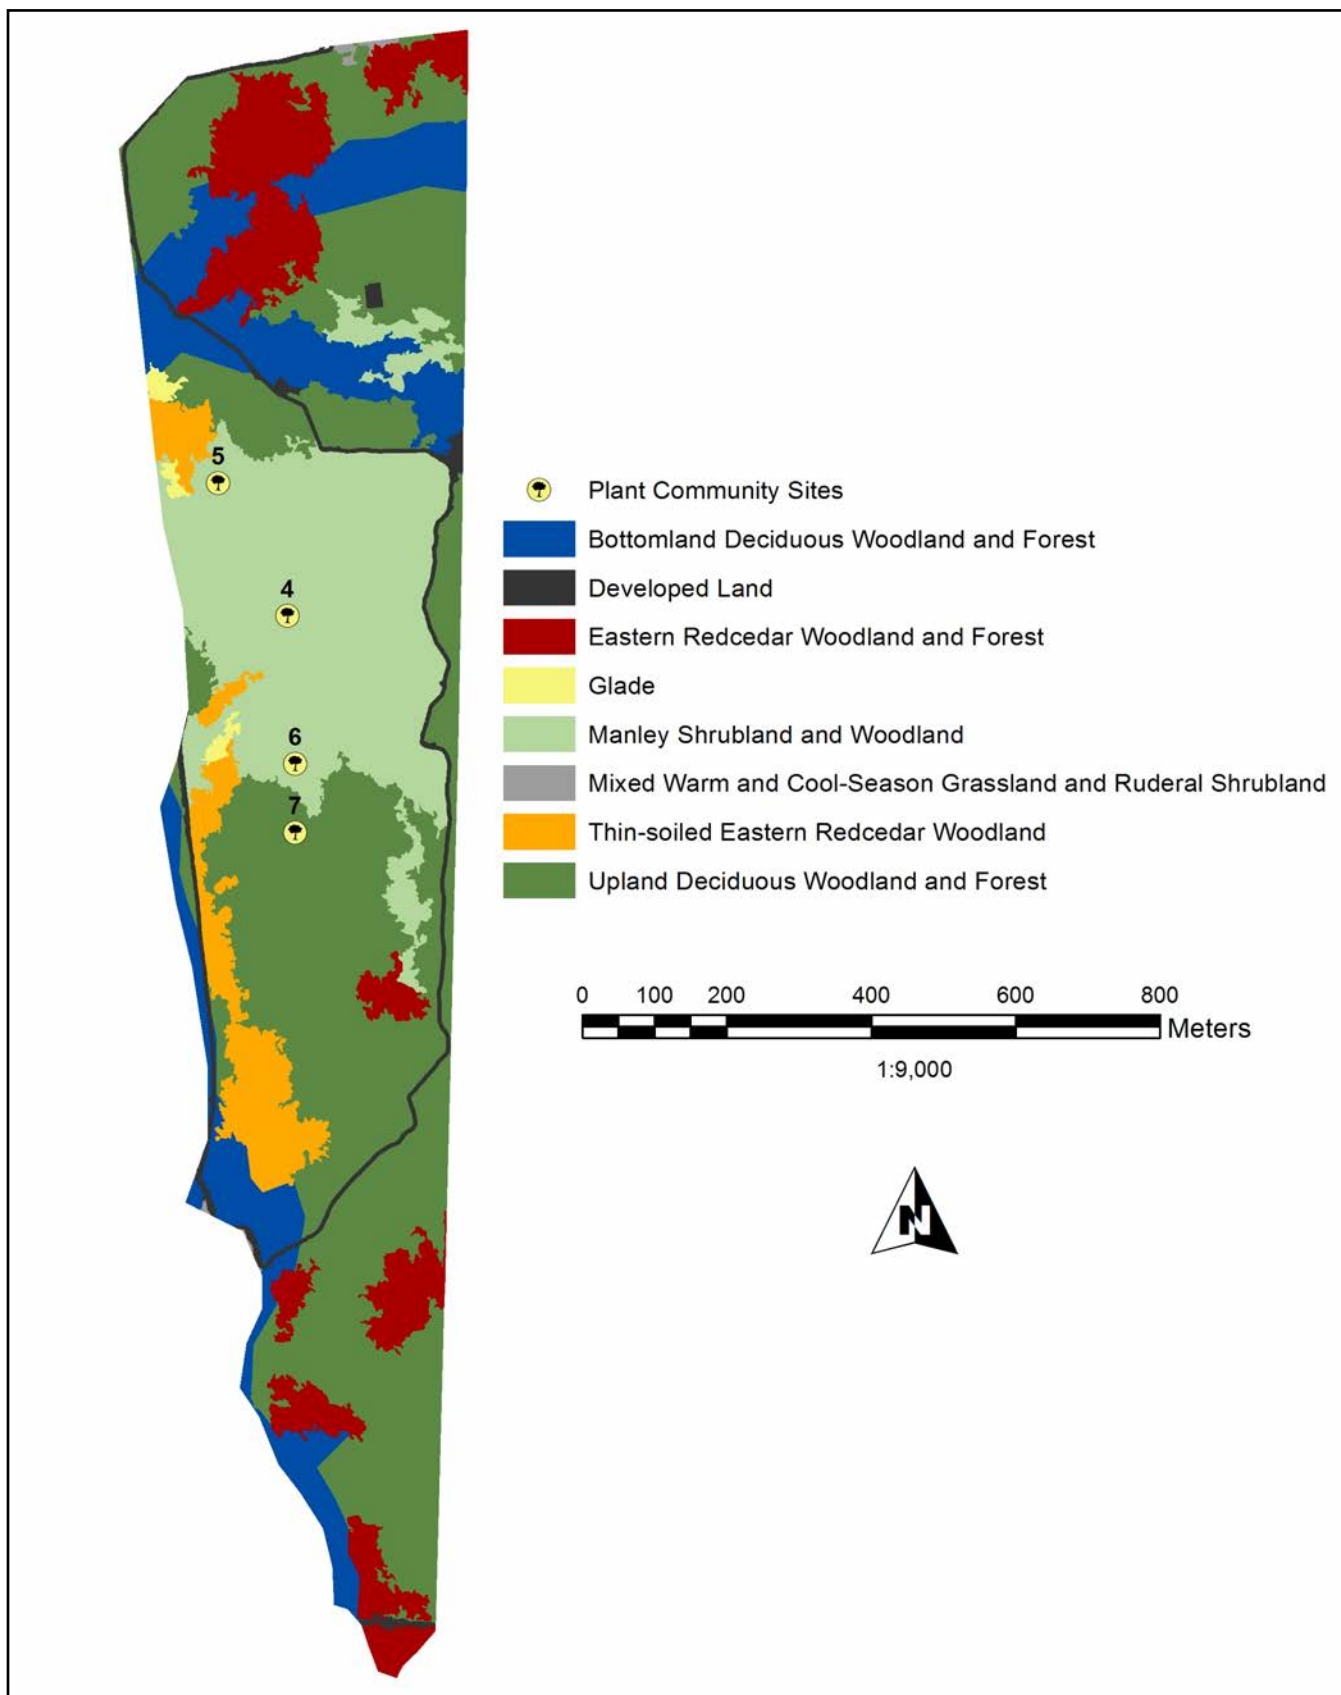 5
4
6
7
Plant Community Sites
Bottomland Deciduous Woodland and Forest
Developed Land
Eastern Redcedar Woodland and Forest
Glade
Manley Shrubland and Woodland
Mixed Warm and Cool-Season Grassland and Ruderal Shrubland
Thin-soiled Eastern Redcedar Woodland
Upland Deciduous Woodland and Forest
0 100 200 400 600 800
Meters
1:9,000
N